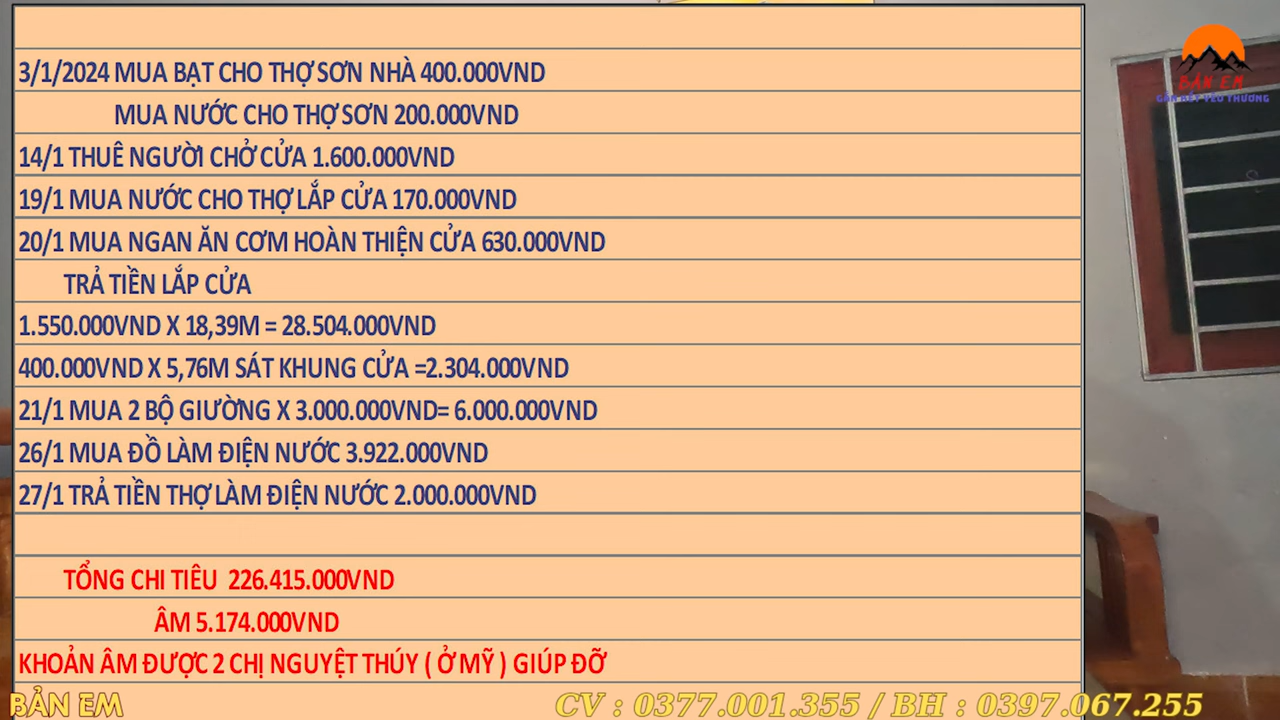 3/1/2024 MUA BẠT CHO THỢ SƠN NHÀ 400.000VND
MUA NƯỚC CHO THỢ SƠN 200.000VND
14/1 THUÊ NGƯỜI CHỞ CỬA 1.600.000VND
19/1 MUA NƯỚC CHO THỢ LẮP CỬA 170.000VND
20/1 MUA NGAN ĂN CƠM HOÀN THIỆN CỬA 630.000VND
TRẢ TIỀN LẮP CỬA
1.550.000VND X 18,39M = 28.504.000VND
400.000VND X 5,76M SÁT KHUNG CỬA =2.304.000VND
21/1 MUA 2 BỘ GIƯỜNG X 3.000.000VND= 6.000.000VND
26/1 MUA ĐỒ LÀM ĐIỆN NƯỚC 3.922.000VND
27/1 TRẢ TIỀN THỢ LÀM ĐIỆN NƯỚC 2.000.000VND
TỔNG CHI TIÊU 226.415.000VND
ÂM 5.174.000VND
KHOẢN ÂM ĐƯỢC 2 CHỊ NGUYỆT THÚY ( Ở MỸ ) GIÚP ĐỠ
BẢN EM
GẮN KẾT YÊU THƯƠNG
BẢN EM
CV : 0377.001.355 / BH : 0397.067.255